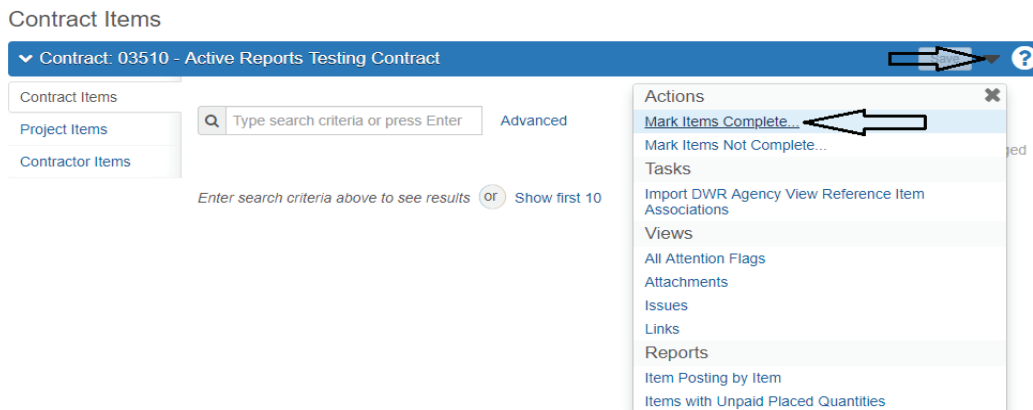 Contract Items
Contract: 03510 - Active Reports Testing Contract
Save
?
Contract Items
Project Items
Contractor Items
Type search criteria or press Enter
Advanced
Enter search criteria above to see results or Show first 10
Actions
Mark Items Complete...
Mark Items Not Complete...
Tasks
Import DWR Agency View Reference Item
Associations
Views
All Attention Flags
Attachments
Issues
Links
Reports
Item Posting by Item
Items with Unpaid Placed Quantities